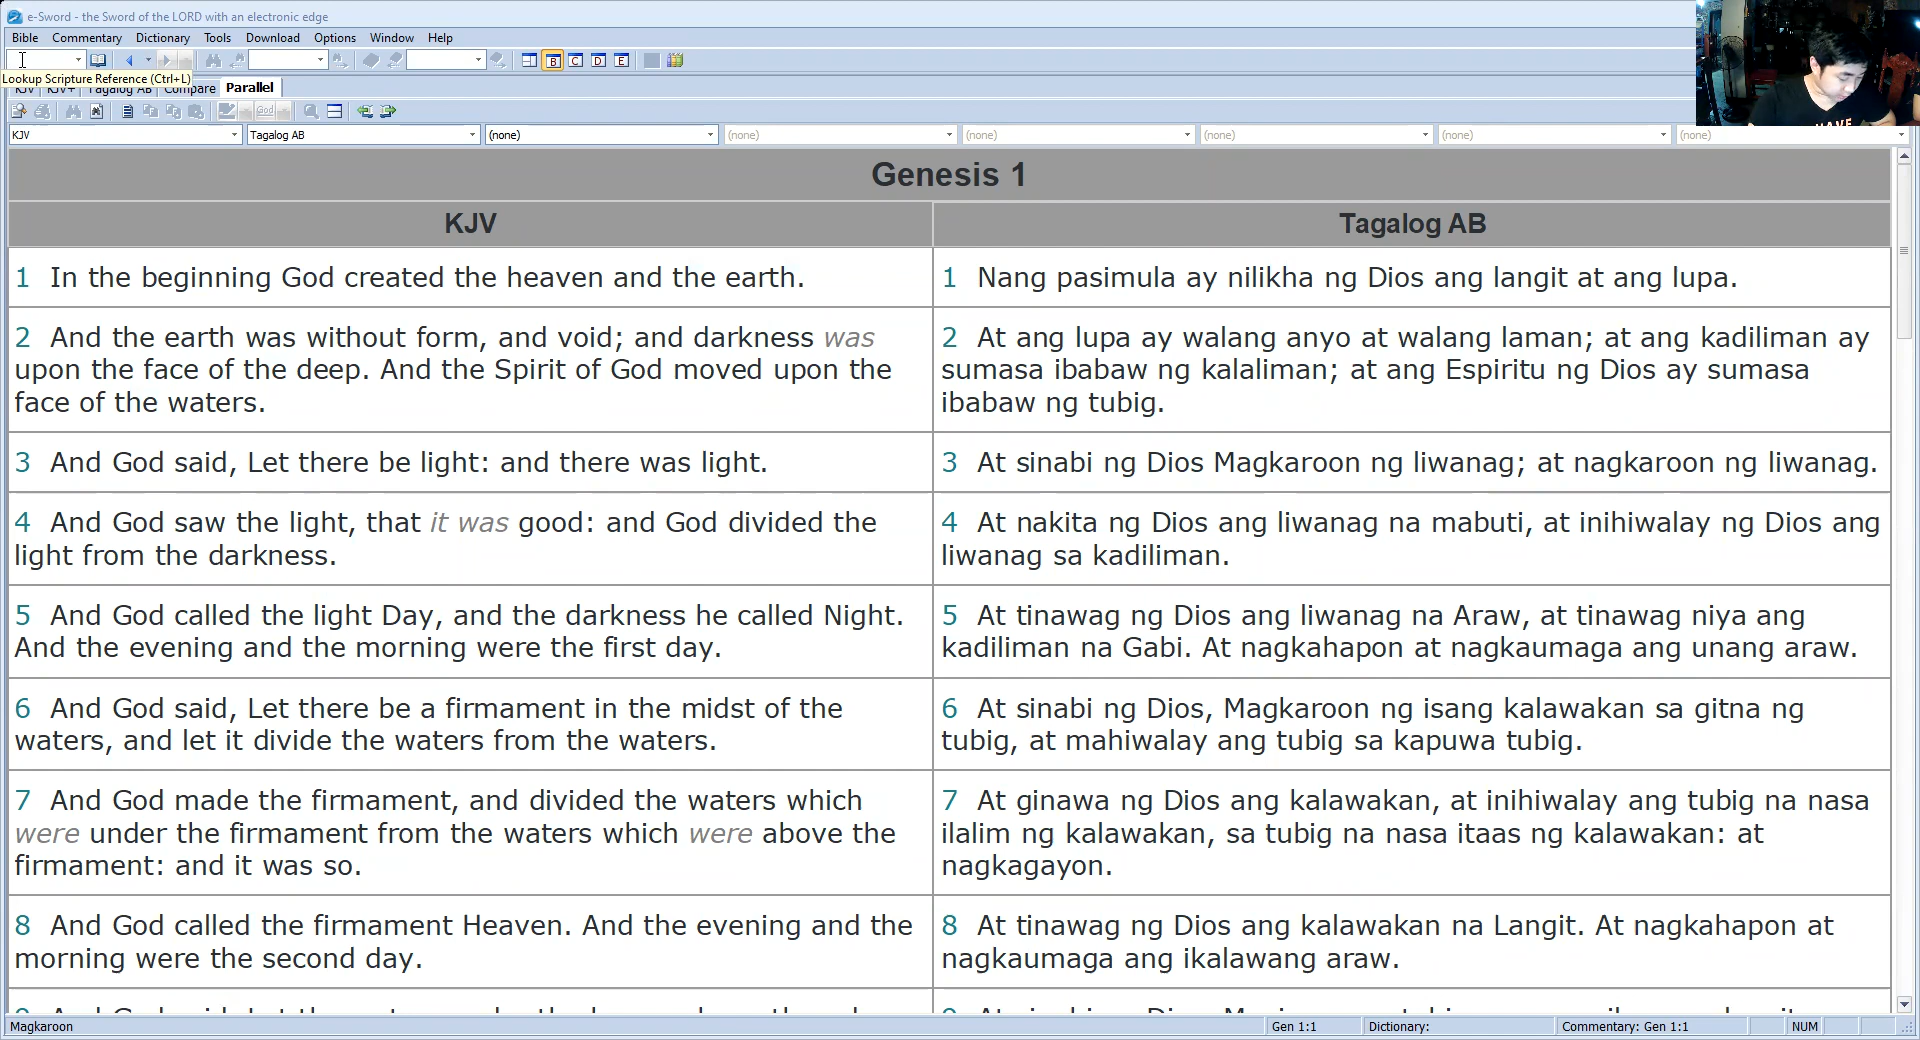 e-Sword - the Sword of the LORD with an electronic edge
Bible Commentary Dictionary Tools Download Options Window Help
B C D E
Lookup Scripture Reference (Ctrl+L)
KJV KJV+ Tagalog AB Compare Parallel
God
KJV Tagalog AB (none) (none) (none) (none) (none) (none)
HAVE
Genesis 1
KJV
Tagalog AB
1 In the beginning God created the heaven and the earth.
1 Nang pasimula ay nilikha ng Dios ang langit at ang lupa.
2 And the earth was without form, and void; and darkness was
upon the face of the deep. And the Spirit of God moved upon the
face of the waters.
2 At ang lupa ay walang anyo at walang laman; at ang kadiliman ay
sumasa ibabaw ng kalaliman; at ang Espiritu ng Dios ay sumasa
ibabaw ng tubig.
3 And God said, Let there be light: and there was light.
3 At sinabi ng Dios Magkaroon ng liwanag; at nagkaroon ng liwanag.
4 And God saw the light, that it was good: and God divided the
light from the darkness.
4 At nakita ng Dios ang liwanag na mabuti, at inihiwalay ng Dios ang
liwanag sa kadiliman.
5 And God called the light Day, and the darkness he called Night.
And the evening and the morning were the first day.
5 At tinawag ng Dios ang liwanag na Araw, at tinawag niya ang
kadiliman na Gabi. At nagkahapon at nagkaumaga ang unang araw.
6 And God said, Let there be a firmament in the midst of the
waters, and let it divide the waters from the waters.
6 At sinabi ng Dios, Magkaroon ng isang kalawakan sa gitna ng
tubig, at mahiwalay ang tubig sa kapuwa tubig.
7 And God made the firmament, and divided the waters which
were under the firmament from the waters which were above the
firmament: and it was so.
7 At ginawa ng Dios ang kalawakan, at inihiwalay ang tubig na nasa
ilalim ng kalawakan, sa tubig na nasa itaas ng kalawakan: at
nagkagayon.
8 And God called the firmament Heaven. And the evening and the
morning were the second day.
8 At tinawag ng Dios ang kalawakan na Langit. At nagkahapon at
nagkaumaga ang ikalawang araw.
Magkaroon Gen 1:1 Dictionary: Commentary: Gen 1:1 NUM